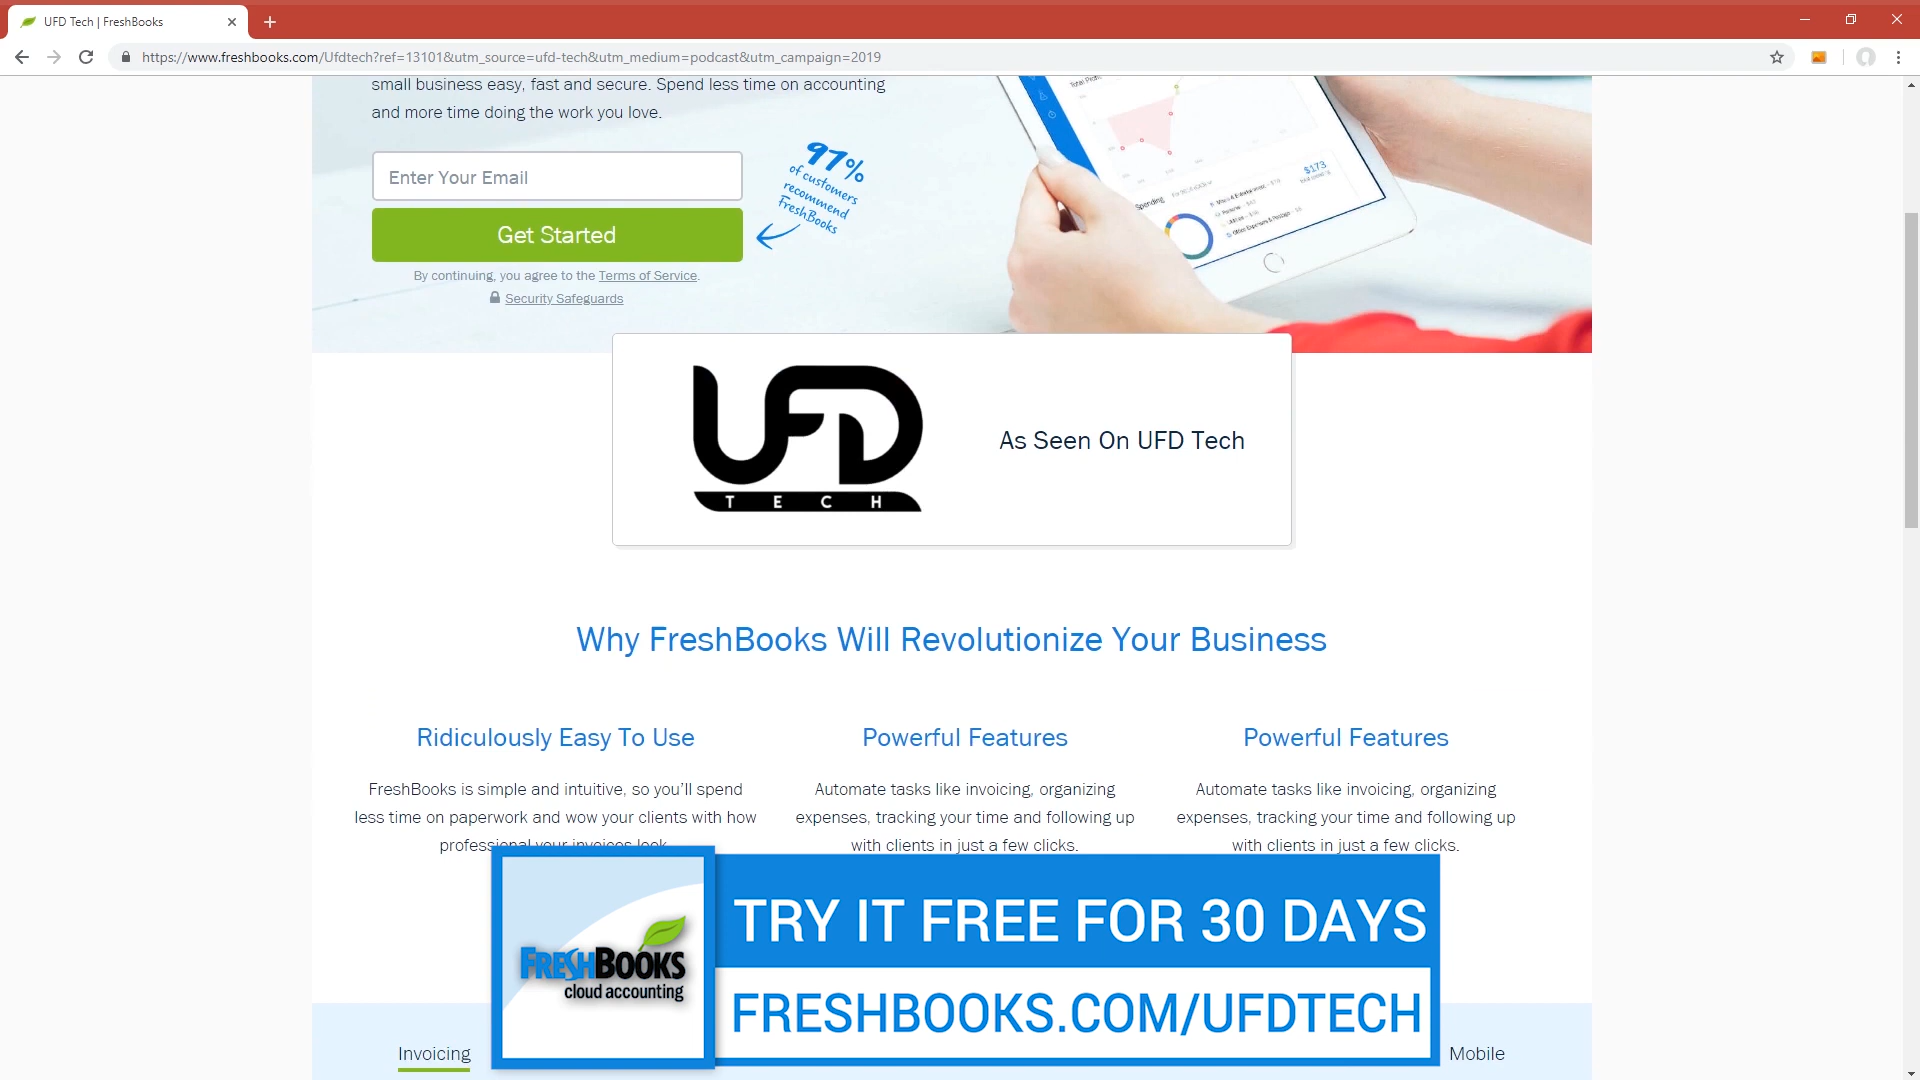 UFD Tech | FreshBooks
https://www.freshbooks.com/Ufdtech?ref=13101&utm_source=ufd-tech&utm_medium=podcast&utm_campaign=2019
small business easy, fast and secure. Spend less time on accounting
and more time doing the work you love.
Enter Your Email
97%
of customers
recommend
FreshBooks
Get Started
By continuing, you agree to the Terms of Service.
Security Safeguards
Spending
$173
UFD
TECH
As Seen On UFD Tech
Why FreshBooks Will Revolutionize Your Business
Ridiculously Easy To Use
FreshBooks is simple and intuitive, so you'll spend
less time on paperwork and wow your clients with how
professional your invoices look.
Powerful Features
Automate tasks like invoicing, organizing
expenses, tracking your time and following up
with clients in just a few clicks.
Powerful Features
Automate tasks like invoicing, organizing
expenses, tracking your time and following up
with clients in just a few clicks.
FRESHBOOKS
cloud accounting
TRY IT FREE FOR 30 DAYS
FRESHBOOKS.COM/UFDTECH
Invoicing
Mobile